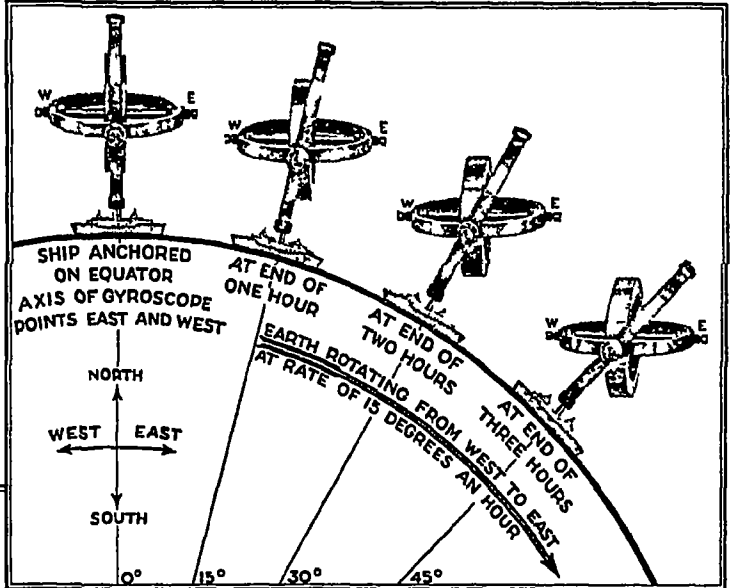 W E
W E
W E
W E
SHIP ANCHORED
ON EQUATOR
AXIS OF GYROSCOPE
POINTS EAST AND WEST
AT END OF
ONE HOUR
AT END OF
TWO HOURS
AT END OF
THREE HOURS
EARTH ROTATING FROM WEST TO EAST
AT RATE OF 15 DEGREES AN HOUR
NORTH
WEST EAST
SOUTH
0° 15° 30° 45°